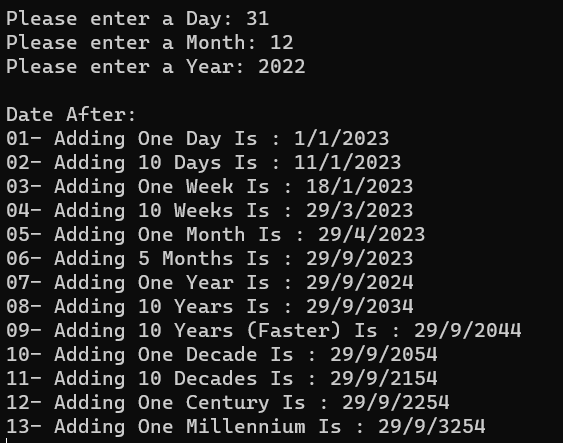 Please enter a Day: 31
Please enter a Month: 12
Please enter a Year: 2022
Date After:
01- Adding One Day Is : 1/1/2023
02- Adding 10 Days Is : 11/1/2023
03- Adding One Week Is : 18/1/2023
04- Adding 10 Weeks Is : 29/3/2023
05- Adding One Month Is : 29/4/2023
06- Adding 5 Months Is : 29/9/2023
07- Adding One Year Is : 29/9/2024
08- Adding 10 Years Is : 29/9/2034
09- Adding 10 Years (Faster) Is : 29/9/2044
10- Adding One Decade Is : 29/9/2054
11- Adding 10 Decades Is : 29/9/2154
12- Adding One Century Is : 29/9/2254
13- Adding One Millennium Is : 29/9/3254